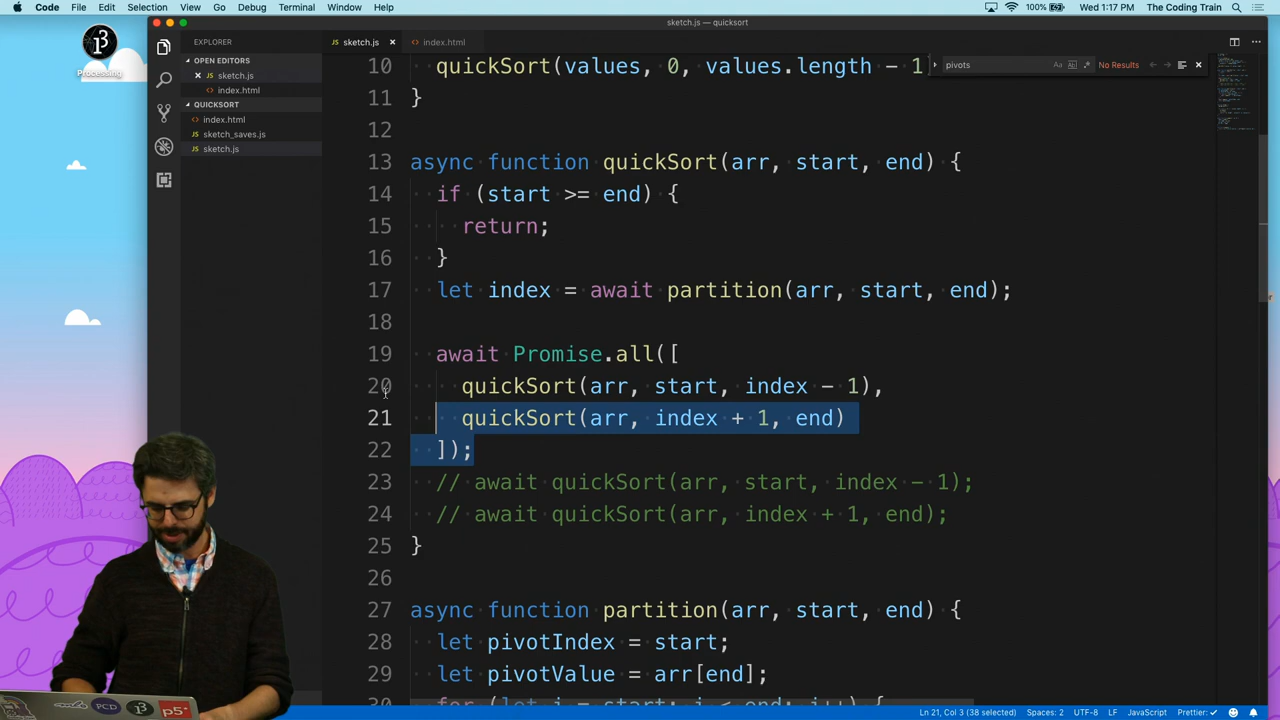 Code File Edit Selection View Go Debug Terminal Window Help
100% Wed 1:17 PM The Coding Train
sketch.js — quicksort
Processing
EXPLORER
OPEN EDITORS
sketch.js
index.html
QUICKSORT
index.html
sketch_saves.js
sketch.js
sketch.js index.html
pivots Aa Abl .* No Results
10 quickSort(values, 0, values.length - 1
11 }
12
13 async function quickSort(arr, start, end) {
14 if (start >= end) {
15 return;
16 }
17 let index = await partition(arr, start, end);
18
19 await Promise.all([
20 quickSort(arr, start, index - 1),
21 quickSort(arr, index + 1, end)
22 ]);
23 // await quickSort(arr, start, index - 1);
24 // await quickSort(arr, index + 1, end);
25 }
26
27 async function partition(arr, start, end) {
28 let pivotIndex = start;
29 let pivotValue = arr[end];
PCD
p5*
Ln 21, Col 3 (38 selected) Spaces: 2 UTF-8 LF JavaScript Prettier: ✓